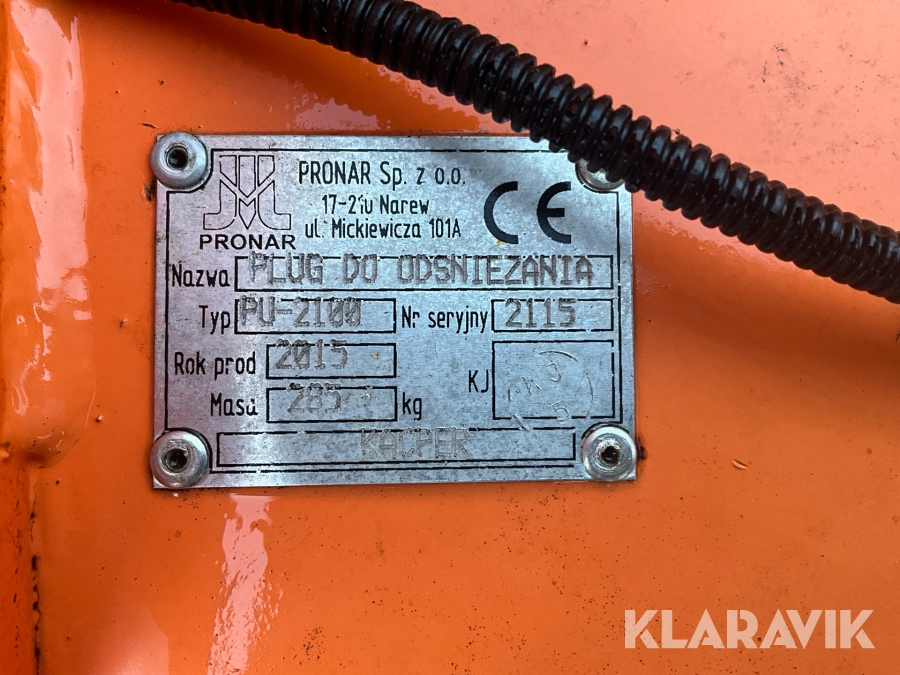 PRONAR Sp. z o.o.
17-210 Narew
ul. Mickiewicza 101A
PRONAR
CE
Nazwa PLUG DO ODSNIEZANIA
Typ PU-2100 Nr seryjny 2115
Rok prod 2015
Masa 285 kg
KJ
KACPER
KLARAVIK